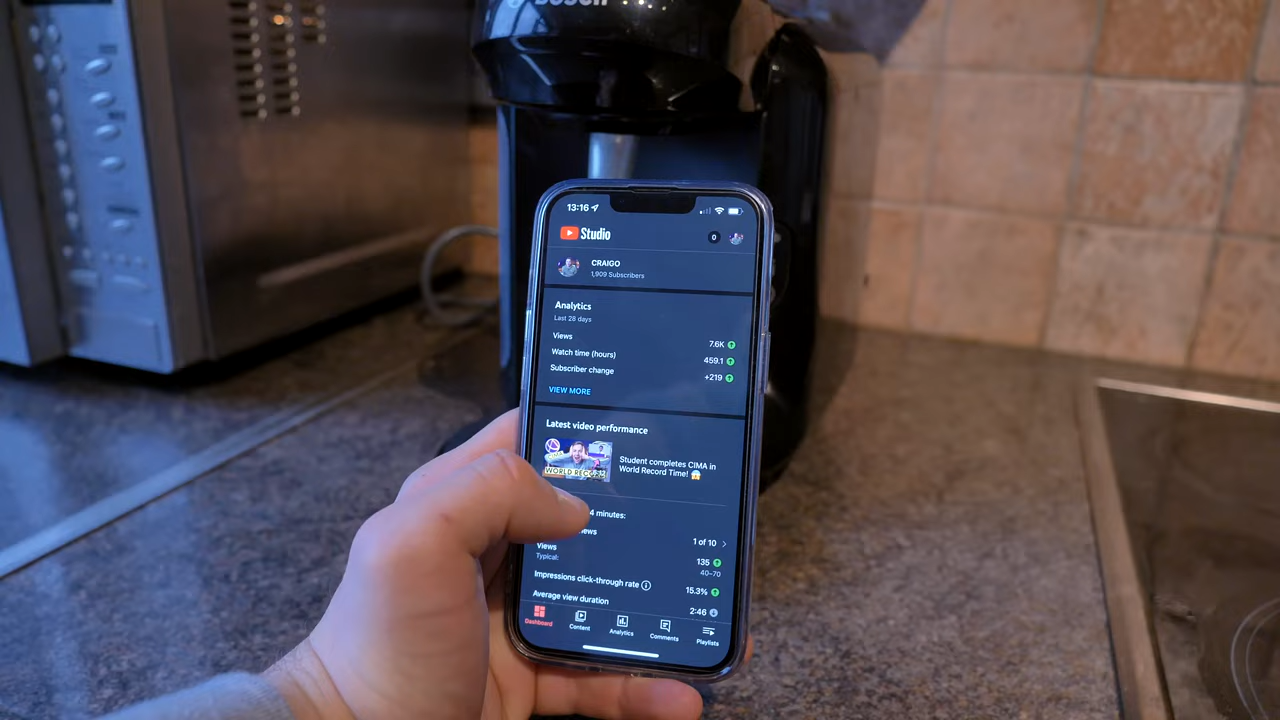 BOSCH
13:16
Studio
0
CRAIGO
1,909 Subscribers
Analytics
Last 28 days
Views 7.6K
Watch time (hours) 459.1
Subscriber change +219
VIEW MORE
Latest video performance
WORLD RECORD
Student completes CIMA in
World Record Time! 😱
4 minutes:
ews 1 of 10
Views 135
Typical: 40–70
Impressions click-through rate 15.3%
Average view duration 2:46
Dashboard Content Analytics Comments Playlists